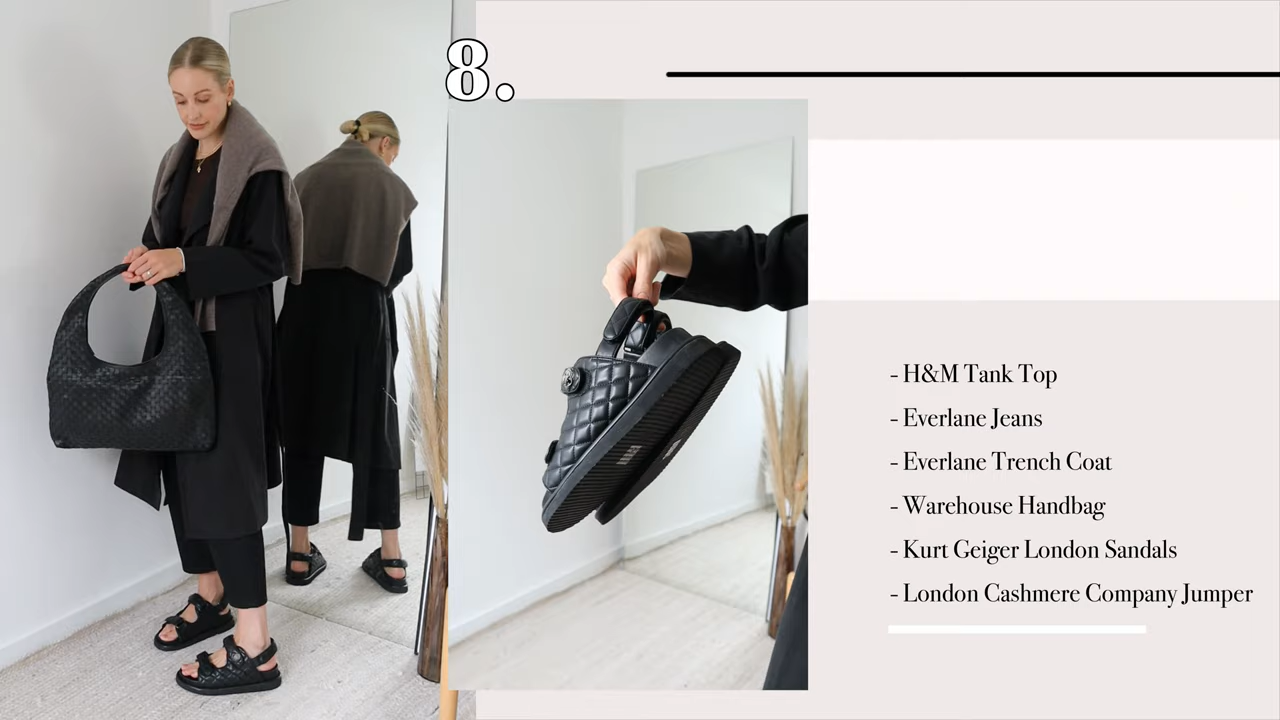 8.
- H&M Tank Top
- Everlane Jeans
- Everlane Trench Coat
- Warehouse Handbag
- Kurt Geiger London Sandals
- London Cashmere Company Jumper